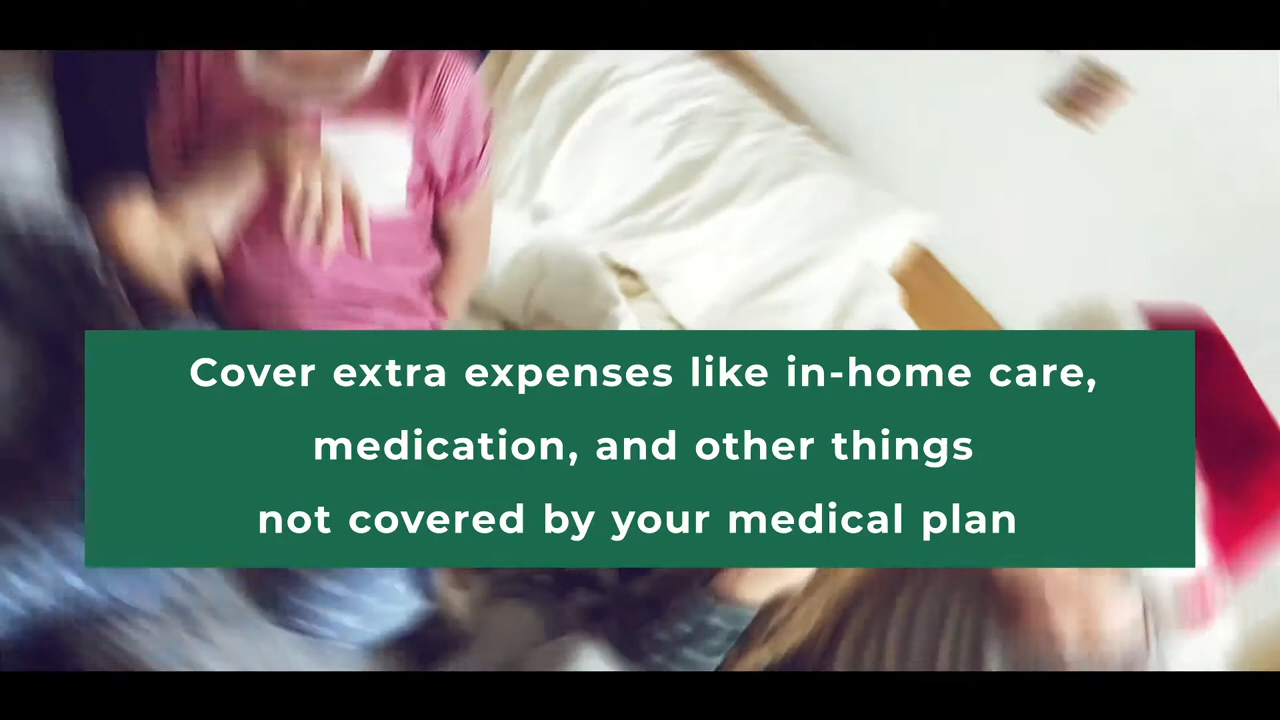 Cover extra expenses like in-home care,
medication, and other things
not covered by your medical plan